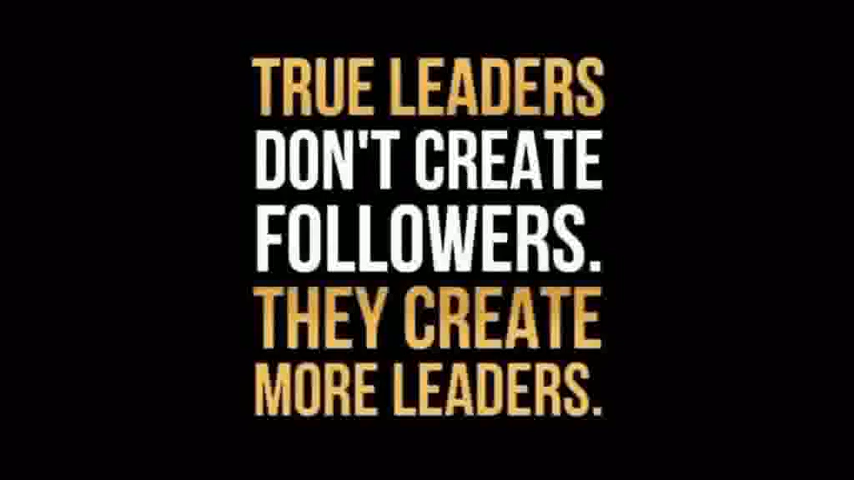 TRUE LEADERS
DON'T CREATE
FOLLOWERS.
THEY CREATE
MORE LEADERS.